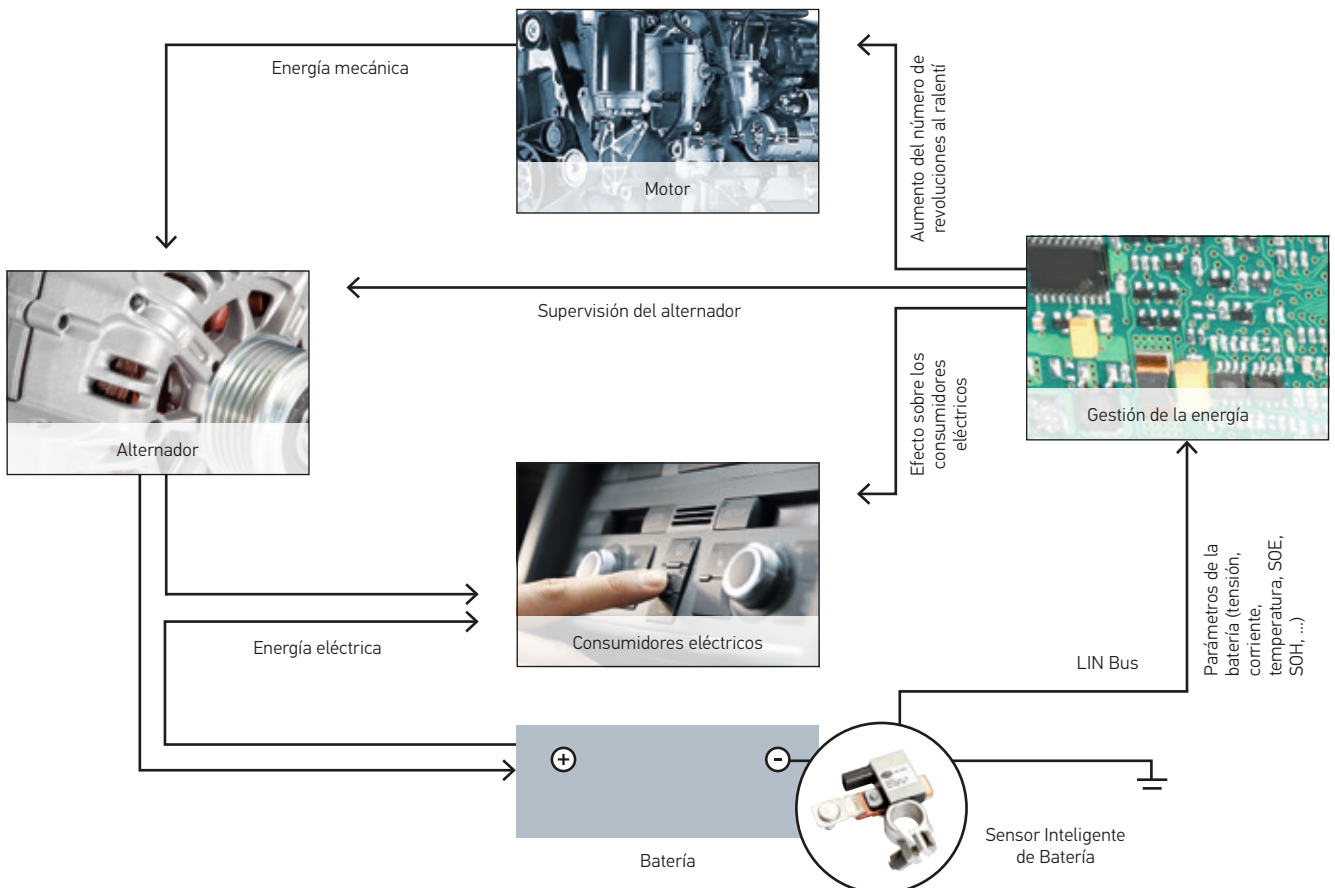 Energía mecánica
Motor
Aumento del número de
revoluciones al ralentí
Alternador
Supervisión del alternador
Gestión de la energía
Efecto sobre los
consumidores
eléctricos
Consumidores eléctricos
Energía eléctrica
LIN Bus
Parámetros de la
batería (tensión,
corriente,
temperatura, SOE,
SOH, ...)
+
-
Batería
Sensor Inteligente
de Batería